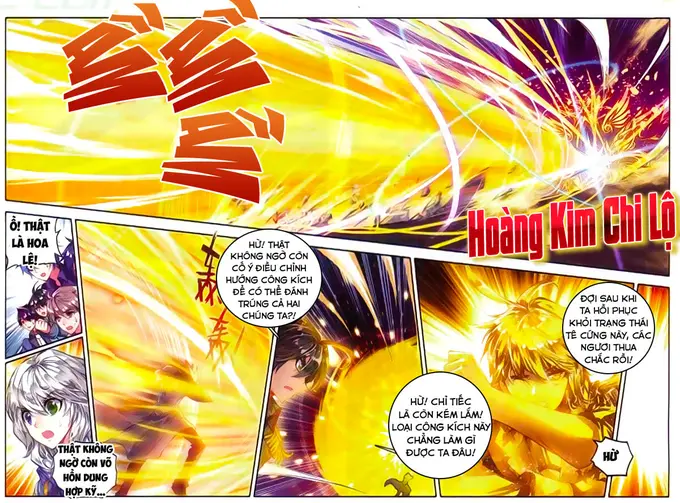 ẦM
ẦM
ẦM
Hoàng Kim Chi Lộ
Ồ! THẬT
LÀ HOA
LỆ!
THẬT KHÔNG
NGỜ CÒN VÕ
HỒN DUNG
HỢP KỸ...
HỪ! THẬT
KHÔNG NGỜ CÒN
CỐ Ý ĐIỀU CHỈNH
HƯỚNG CÔNG KÍCH
ĐỂ CÓ THỂ ĐÁNH
TRÚNG CẢ HAI
CHÚNG TA?!
HỪ! CHỈ TIẾC
LÀ CÒN KÉM LẮM!
LOẠI CÔNG KÍCH NÀY
CHẲNG LÀM GÌ
ĐƯỢC TA ĐÂU!
ĐỢI SAU KHI
TA HỒI PHỤC
KHỎI TRẠNG THÁI
TÊ CỨNG NÀY, CÁC
NGƯƠI THUA
CHẮC RỒI!
HỪ